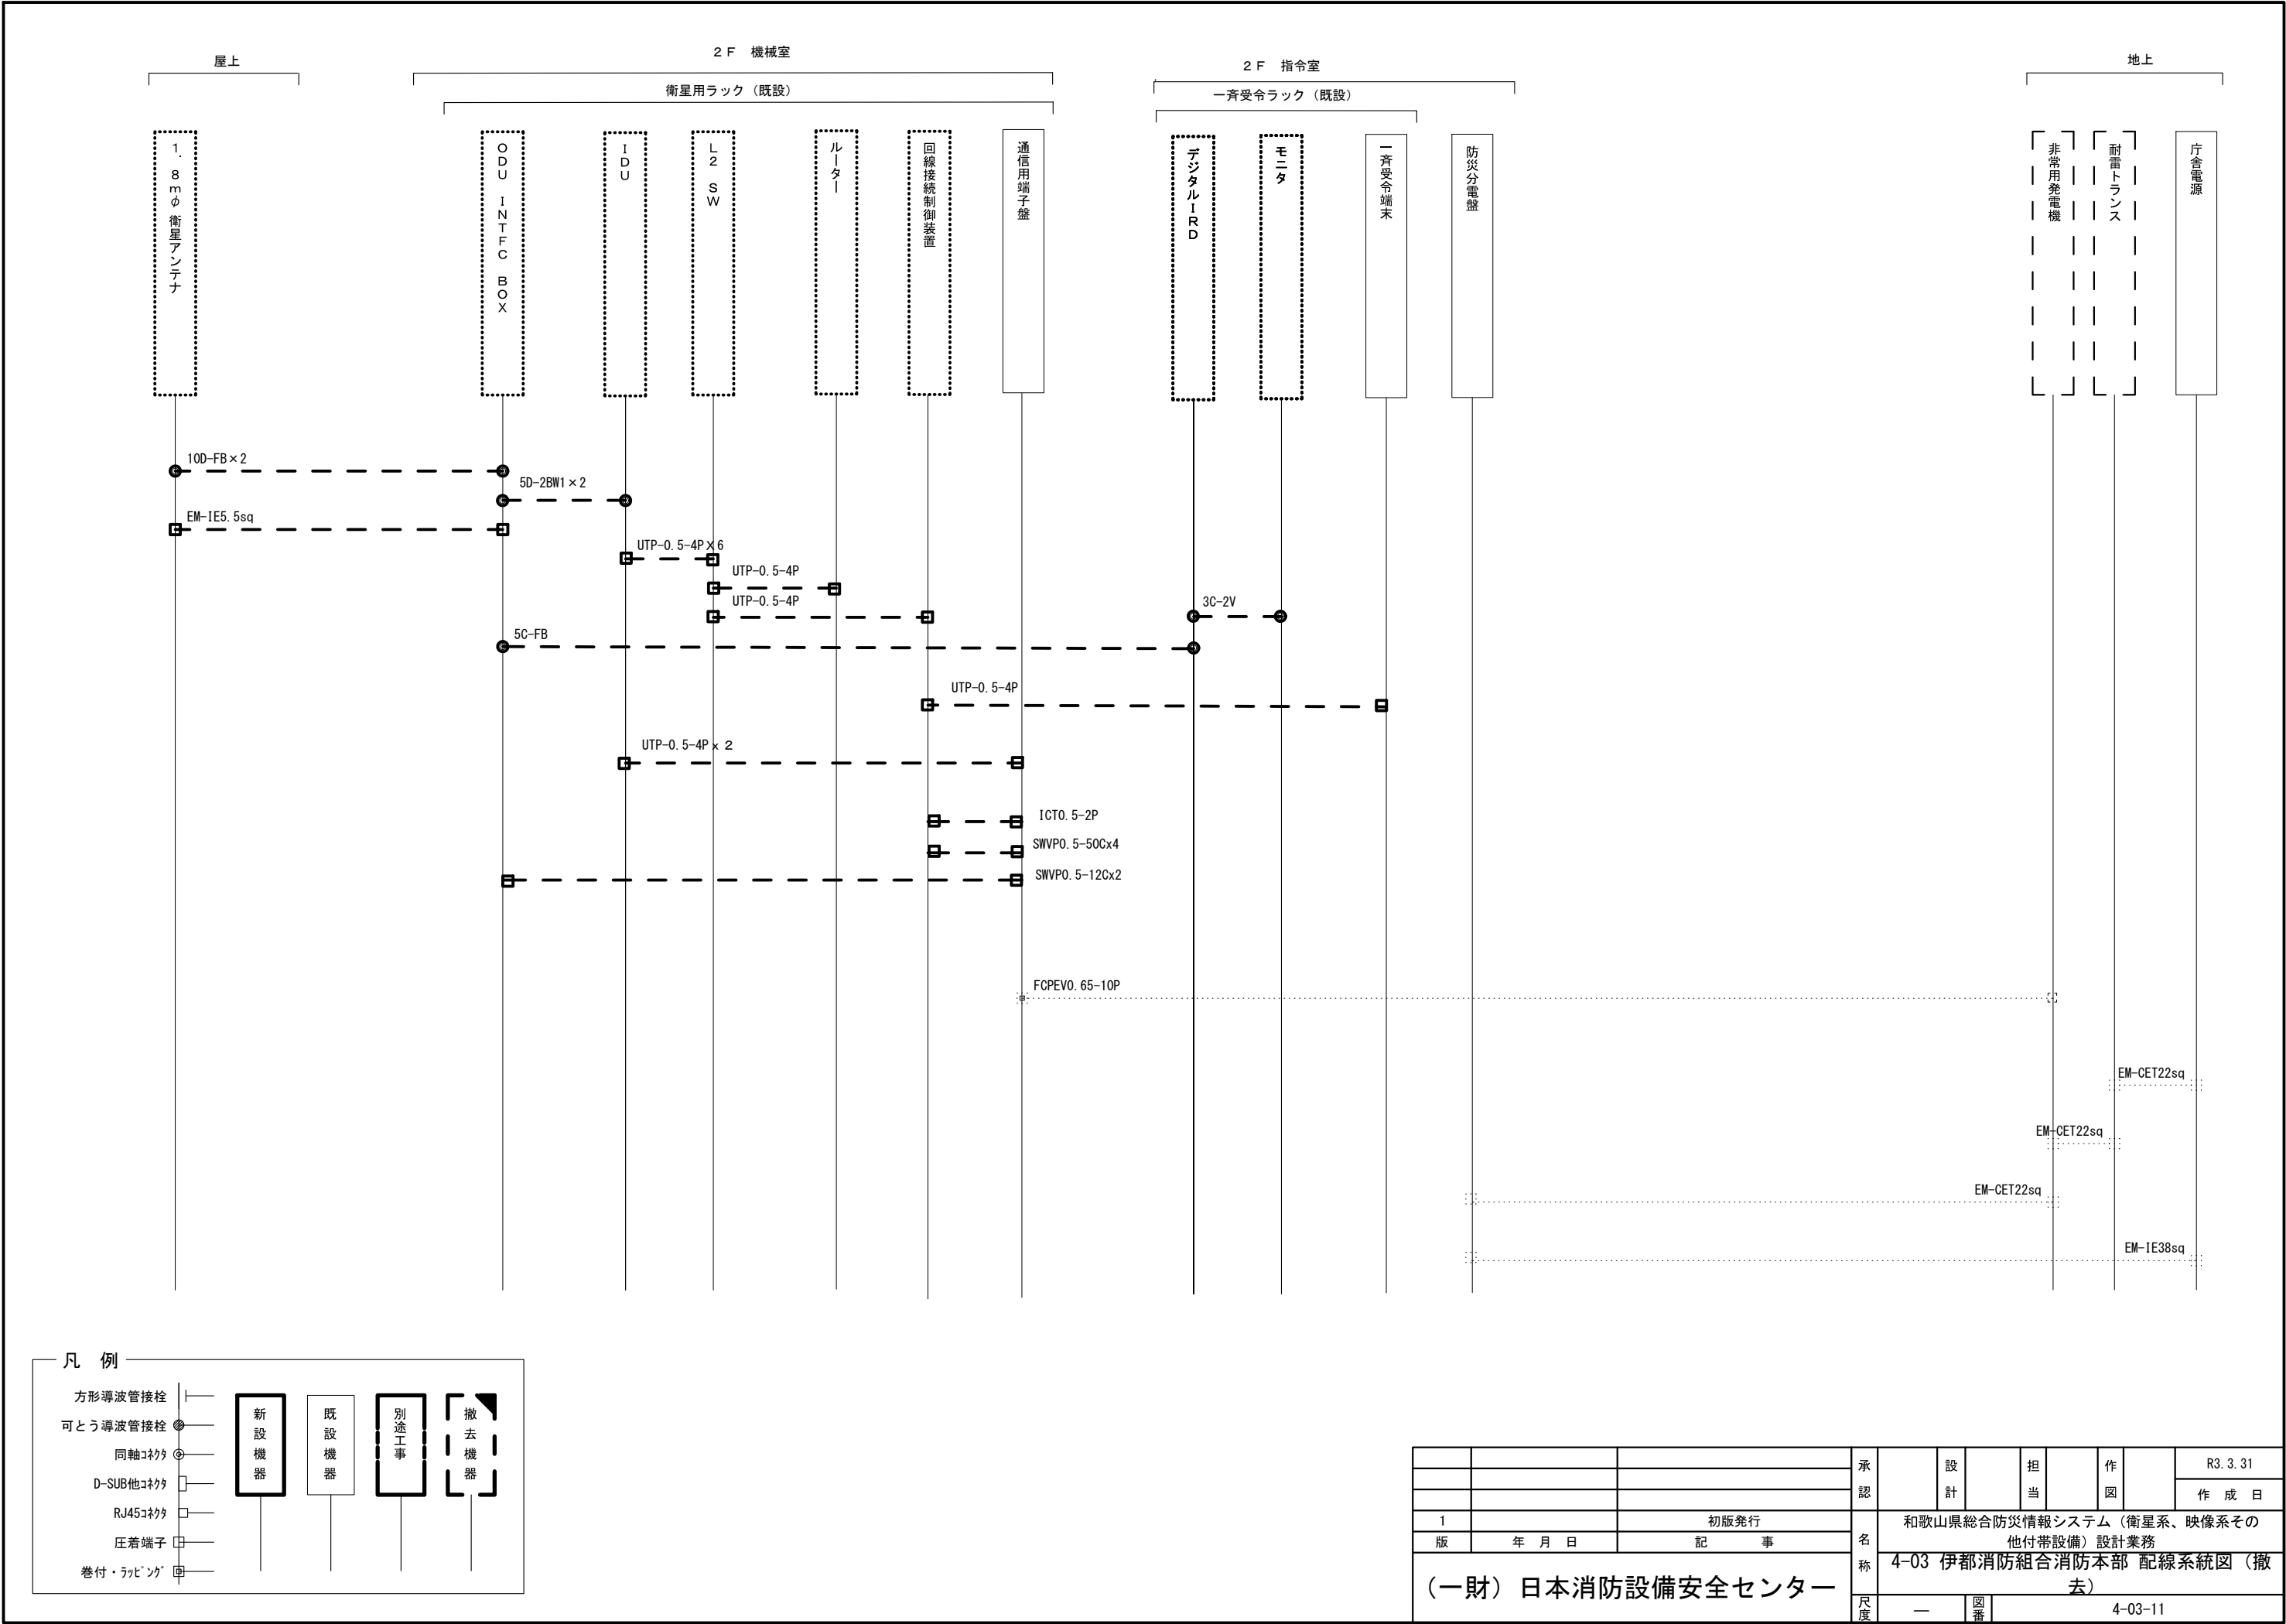 屋上
２Ｆ　機械室
衛星用ラック（既設）
２Ｆ　指令室
一斉受令ラック（既設）
地上
１．８ｍφ 衛星アンテナ
ＯＤＵ　ＩＮＴＦＣ　ＢＯＸ
ＩＤＵ
Ｌ２　ＳＷ
ルーター
回線接続制御装置
通信用端子盤
デジタルＩＲＤ
モニタ
一斉受令端末
防災分電盤
非常用発電機
耐雷トランス
庁舎電源
10D-FB×2
5D-2BW1×2
EM-IE5.5sq
UTP-0.5-4P×6
UTP-0.5-4P
UTP-0.5-4P
3C-2V
5C-FB
UTP-0.5-4P
UTP-0.5-4Pｘ２
ICT0.5-2P
SWVP0.5-50Cx4
SWVP0.5-12Cx2
FCPEV0.65-10P
EM-CET22sq
EM-CET22sq
EM-CET22sq
EM-IE38sq
凡　例
方形導波管接栓
可とう導波管接栓
同軸ｺﾈｸﾀ
D-SUB他ｺﾈｸﾀ
RJ45ｺﾈｸﾀ
圧着端子
巻付・ﾗｯﾋﾟﾝｸﾞ
新設機器
既設機器
別途工事
撤去機器
承認
設計
担当
作図
R3.3.31
作　成　日
1
初版発行
版
年　月　日
記　　事
名称
和歌山県総合防災情報システム（衛星系、映像系その
他付帯設備）設計業務
4-03 伊都消防組合消防本部 配線系統図（撤
去）
（一財）日本消防設備安全センター
尺度
―
図番
4-03-11